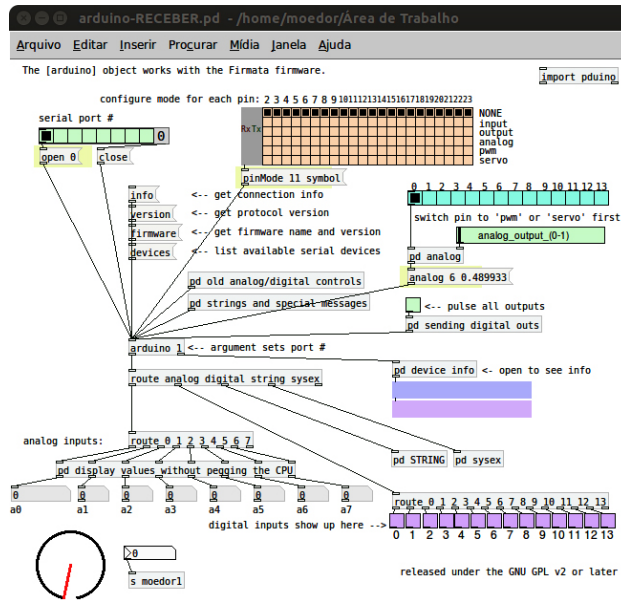 arduino-RECEBER.pd - /home/moedor/Área de Trabalho
Arquivo Editar Inserir Procurar Mídia Janela Ajuda
The [arduino] object works with the Firmata firmware.
import pduino
configure mode for each pin: 2 3 4 5 6 7 8 9 10 11 12 13 14 15 16 17 18 19 20 21 22 23
serial port #
0
Rx Tx
NONE
input
output
analog
pwm
servo
open 0
close
pinMode 11 symbol
info <-- get connection info
version <-- get protocol version
firmware <-- get firmware name and version
devices <-- list available serial devices
0 1 2 3 4 5 6 7 8 9 10 11 12 13
switch pin to 'pwm' or 'servo' first
analog_output_(0-1)
pd analog
analog 6 0.489933
pd old analog/digital controls
pd strings and special messages
<-- pulse all outputs
pd sending digital outs
arduino 1 <-- argument sets port #
pd device info <- open to see info
route analog digital string sysex
analog inputs: route 0 1 2 3 4 5 6 7
pd display values without pegging the CPU
pd STRING pd sysex
0 0 0 0 0 0 0 0
a0 a1 a2 a3 a4 a5 a6 a7
route 0 1 2 3 4 5 6 7 8 9 10 11 12 13
digital inputs show up here -->
0 1 2 3 4 5 6 7 8 9 10 11 12 13
0
s moedor1
released under the GNU GPL v2 or later